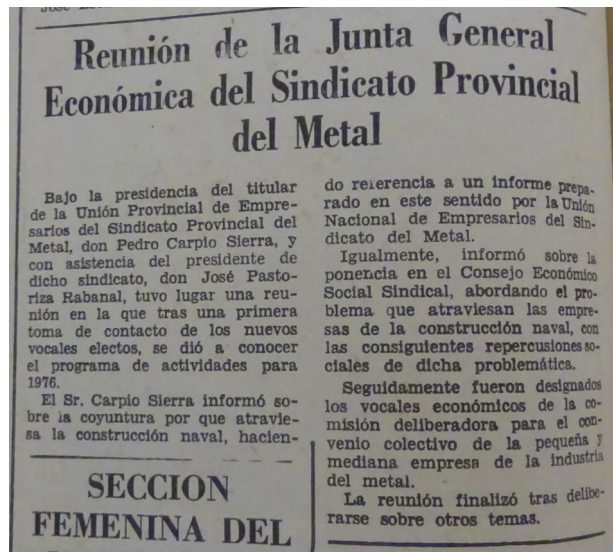 Reunión de la Junta General
Económica del Sindicato Provincial
del Metal
Bajo la presidencia del titular
de la Unión Provincial de Empre-
sarios del Sindicato Provincial del
Metal, don Pedro Carpio Sierra, y
con asistencia del presidente de
dicho sindicato, don José Pasto-
riza Rabanal, tuvo lugar una reu-
nión en la que tras una primera
toma de contacto de los nuevos
vocales electos, se dió a conocer
el programa de actividades para
1976.
El Sr. Carpio Sierra informó so-
bre la coyuntura por que atravie-
sa la construcción naval, hacien-
do referencia a un informe prepa-
rado en este sentido por la Unión
Nacional de Empresarios del Sin-
dicato del Metal.
Igualmente, informó sobre la
ponencia en el Consejo Económico
Social Sindical, abordando el pro-
blema que atraviesan las empre-
sas de la construcción naval, con
las consiguientes repercusiones so-
ciales de dicha problemática.
Seguidamente fueron designados
los vocales económicos de la co-
misión deliberadora para el con-
venio colectivo de la pequeña y
mediana empresa de la industria
del metal.
La reunión finalizó tras delibe-
rarse sobre otros temas.
SECCION
FEMENINA DEL